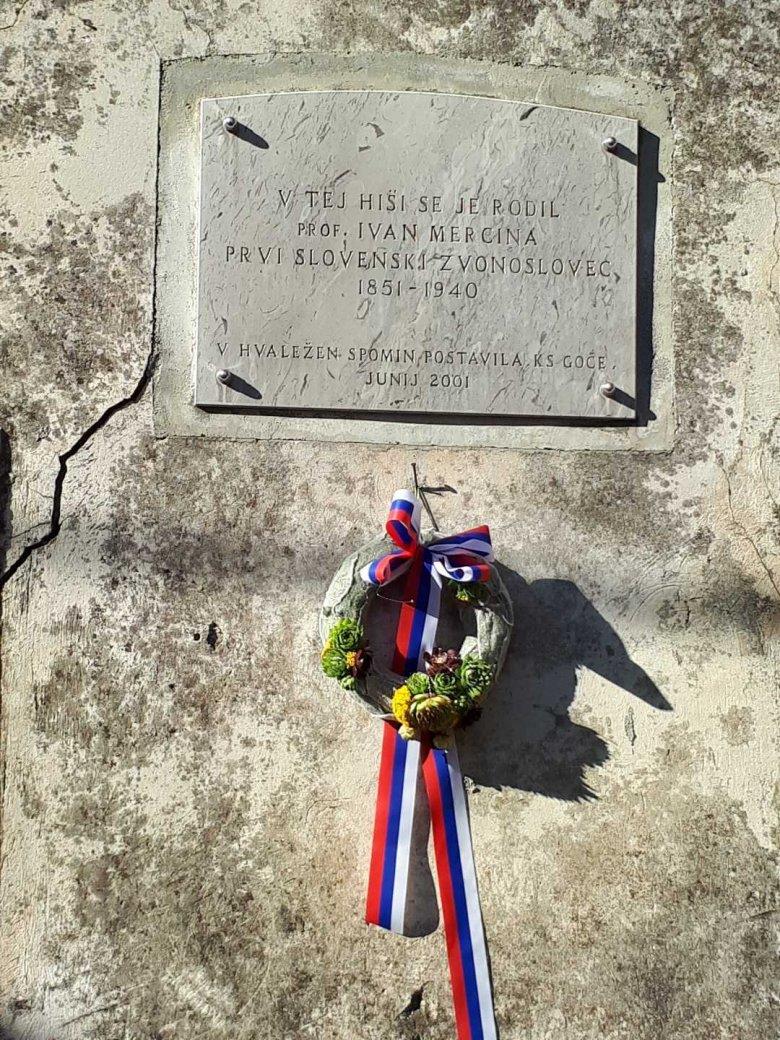 V TEJ HIŠI SE JE RODIL
PROF. IVAN MERCINA
PRVI SLOVENSKI ZVONOSLOVEC
1851-1940
V HVALEŽEN SPOMIN POSTAVILA KS GOČE
JUNIJ 2001